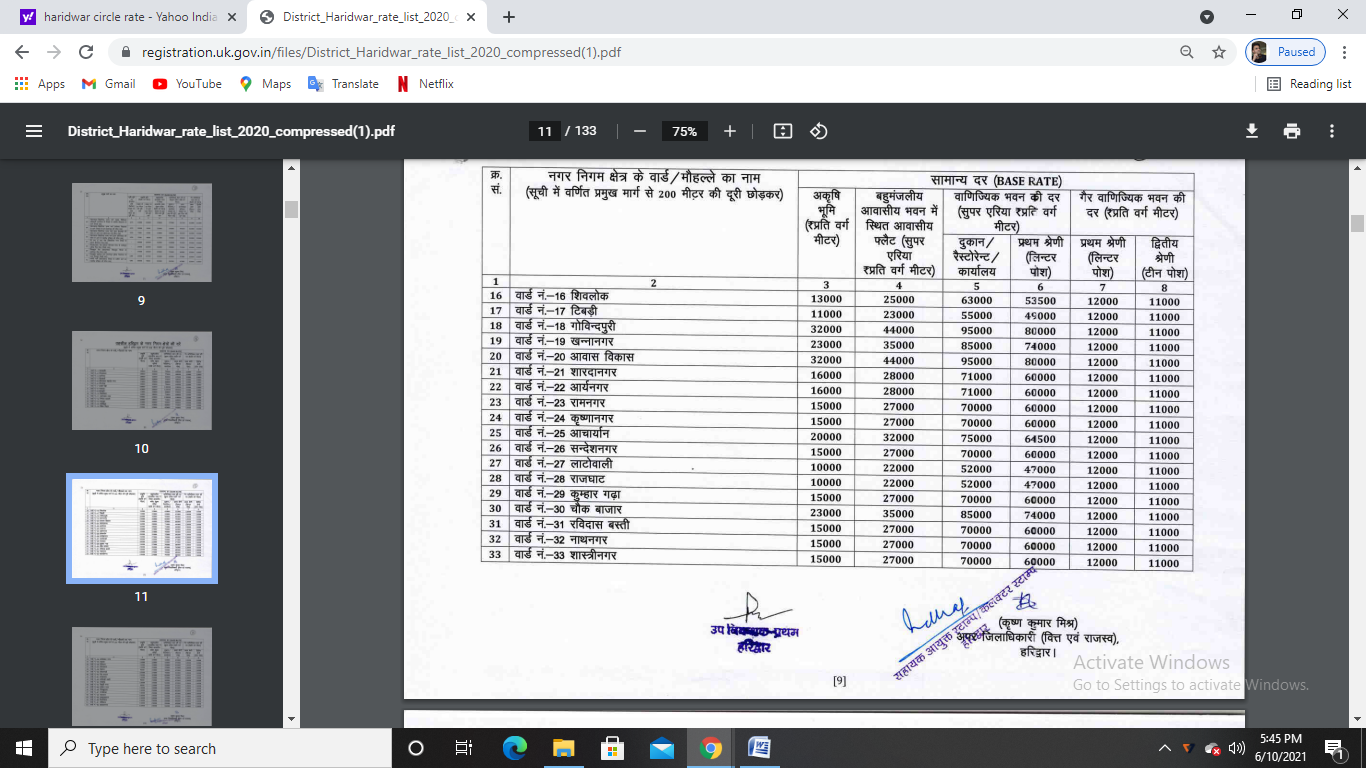 haridwar circle rate - Yahoo India
District_Haridwar_rate_list_2020_
registration.uk.gov.in/files/District_Haridwar_rate_list_2020_compressed(1).pdf
Paused
Apps Gmail YouTube Maps Translate Netflix Reading list
District_Haridwar_rate_list_2020_compressed(1).pdf 11 / 133 75%
9
10
11
क्र. सं. नगर निगम क्षेत्र के वार्ड/मौहल्ले का नाम सामान्य दर (BASE RATE)
(सूची में वर्णित प्रमुख मार्ग से 200 मीटर की दूरी छोड़कर)
अकृषि भूमि (₹प्रति वर्ग मीटर)
बहुमंजलीय आवासीय भवन में स्थित आवासीय फ्लैट (सुपर एरिया ₹प्रति वर्ग मीटर)
वाणिज्यिक भवन की दर (सुपर एरिया ₹प्रति वर्ग मीटर)
गैर वाणिज्यिक भवन की दर (₹प्रति वर्ग मीटर)
दुकान/ रैस्टोरेन्ट/ कार्यालय
प्रथम श्रेणी (लिन्टर पोश)
प्रथम श्रेणी (लिन्टर पोश)
द्वितीय श्रेणी (टीन पोश)
1 2 3 4 5 6 7 8
16 वार्ड नं.–16 शिवलोक 13000 25000 63000 53500 12000 11000
17 वार्ड नं.–17 टिबड़ी 11000 23000 55000 49000 12000 11000
18 वार्ड नं.–18 गोविन्दपुरी 32000 44000 95000 80000 12000 11000
19 वार्ड नं.–19 खन्नानगर 23000 35000 85000 74000 12000 11000
20 वार्ड नं.–20 आवास विकास 32000 44000 95000 80000 12000 11000
21 वार्ड नं.–21 शारदानगर 16000 28000 71000 60000 12000 11000
22 वार्ड नं.–22 आर्यनगर 16000 28000 71000 60000 12000 11000
23 वार्ड नं.–23 रामनगर 15000 27000 70000 60000 12000 11000
24 वार्ड नं.–24 कृष्णानगर 15000 27000 70000 60000 12000 11000
25 वार्ड नं.–25 आचार्यान 20000 32000 75000 64500 12000 11000
26 वार्ड नं.–26 सन्देशनगर 15000 27000 70000 60000 12000 11000
27 वार्ड नं.–27 लाटोवाली 10000 22000 52000 47000 12000 11000
28 वार्ड नं.–28 राजघाट 10000 22000 52000 47000 12000 11000
29 वार्ड नं.–29 कुम्हार गढ़ा 15000 27000 70000 60000 12000 11000
30 वार्ड नं.–30 चौक बाजार 23000 35000 85000 74000 12000 11000
31 वार्ड नं.–31 रविदास बस्ती 15000 27000 70000 60000 12000 11000
32 वार्ड नं.–32 नाथनगर 15000 27000 70000 60000 12000 11000
33 वार्ड नं.–33 शास्त्रीनगर 15000 27000 70000 60000 12000 11000
उप निबन्धक-प्रथम
हरिद्वार
सहायक आयुक्त स्टाम्प/कलक्टर स्टाम्प
हरिद्वार
(कृष्ण कुमार मिश्र)
अपर जिलाधिकारी (वित्त एवं राजस्व),
हरिद्वार।
[9]
Activate Windows
Go to Settings to activate Windows.
Type here to search
5:45 PM
6/10/2021
1